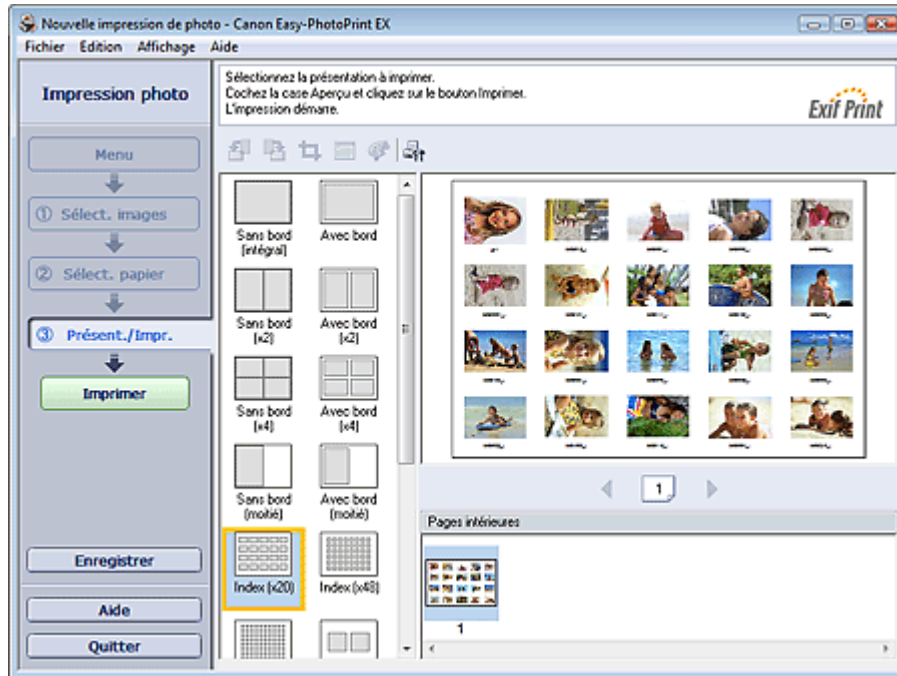 Nouvelle impression de photo - Canon Easy-PhotoPrint EX
Fichier Édition Affichage Aide
Impression photo
Sélectionnez la présentation à imprimer.
Cochez la case Aperçu et cliquez sur le bouton Imprimer.
L'impression démarre.
Exif Print
Menu
① Sélect. images
② Sélect. papier
③ Présent./Impr.
Imprimer
Enregistrer
Aide
Quitter
Sans bord
(intégral)
Avec bord
Sans bord
(x2)
Avec bord
(x2)
Sans bord
(x4)
Avec bord
(x4)
Sans bord
(moitié)
Avec bord
(moitié)
Index (x20)
Index (x48)
1
Pages intérieures
1